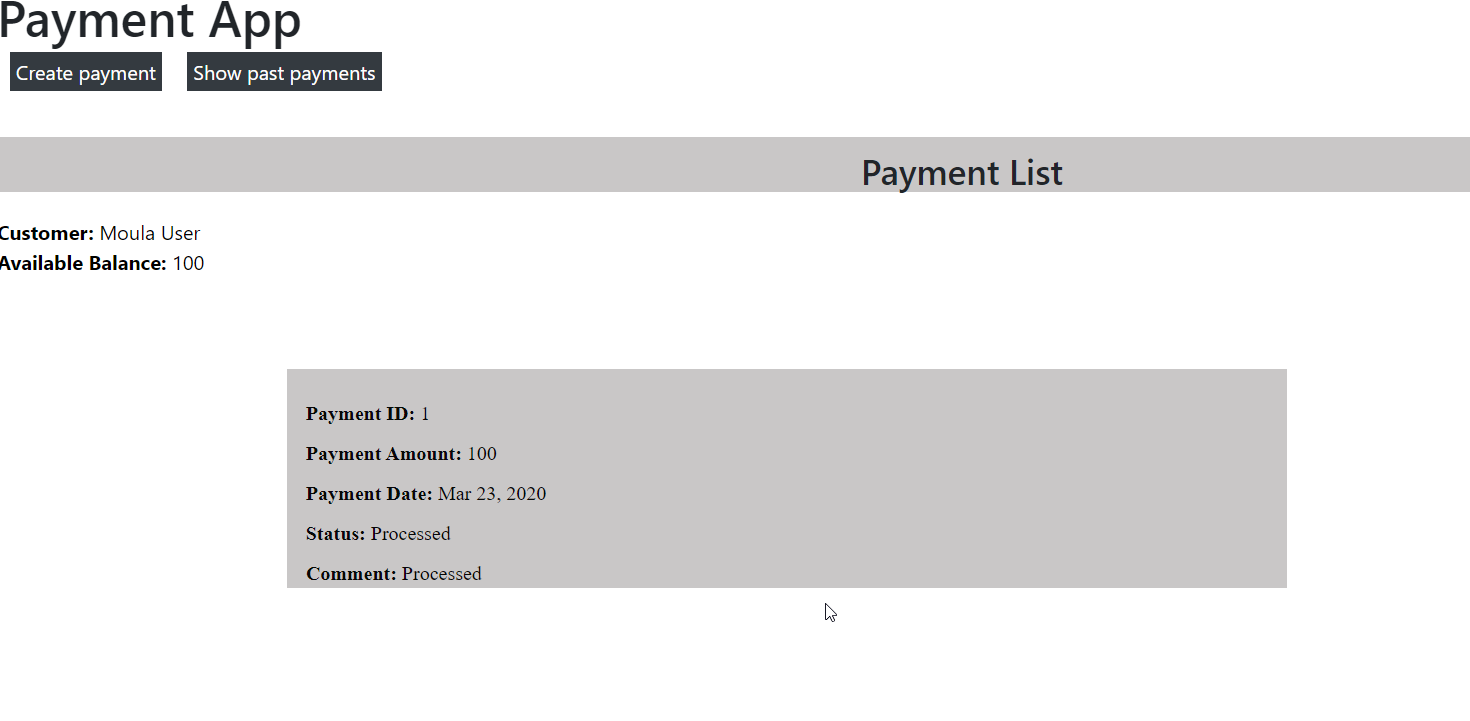 Payment App
Create payment
Show past payments
Payment List
Customer: Moula User
Available Balance: 100
Payment ID: 1
Payment Amount: 100
Payment Date: Mar 23, 2020
Status: Processed
Comment: Processed